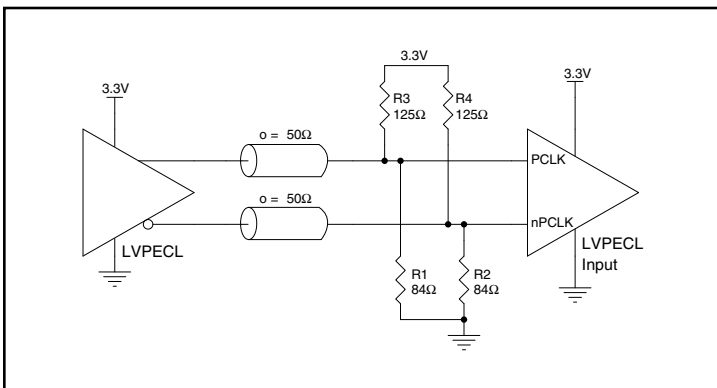 3.3V
3.3V
3.3V
R3
125Ω
R4
125Ω
o = 50Ω
PCLK
o = 50Ω
nPCLK
LVPECL
LVPECL
Input
R1
84Ω
R2
84Ω